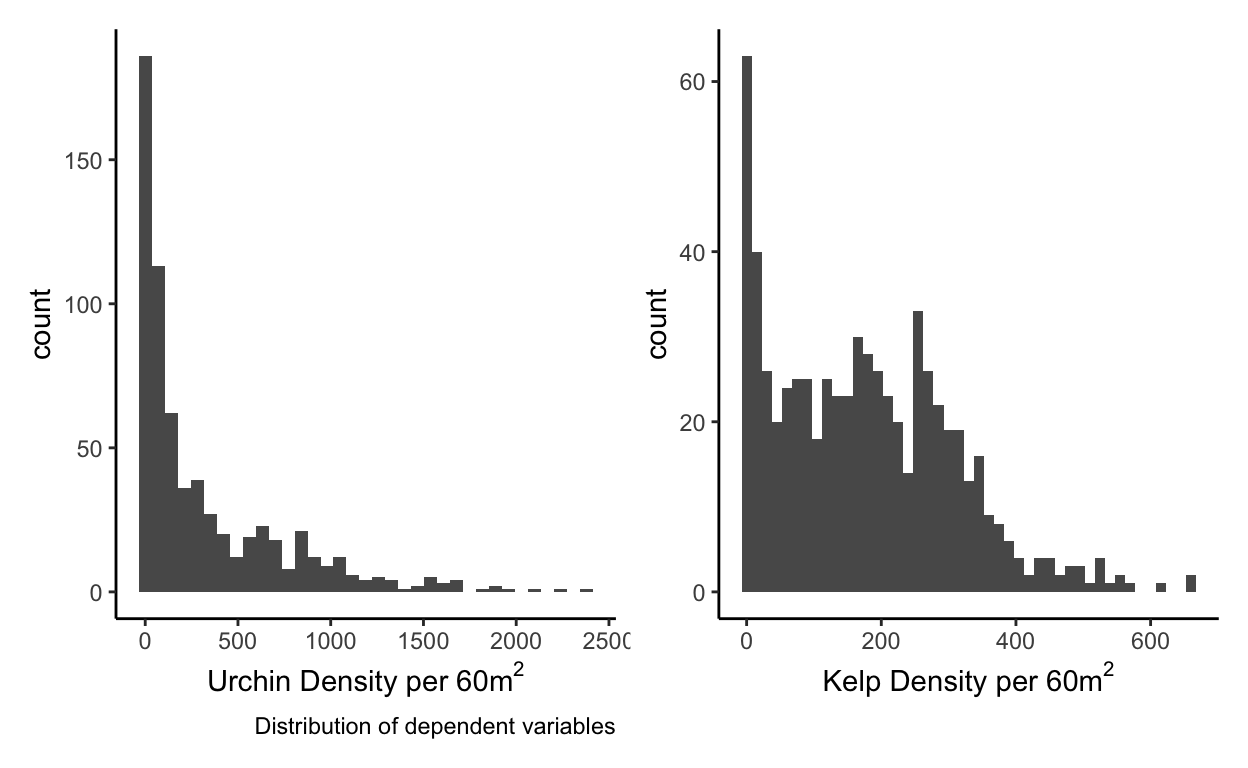 count
150
100
50
0
0 500 1000 1500 2000 250
Urchin Density per 60m²
Distribution of dependent variables
count
60
40
20
0
0 200 400 600
Kelp Density per 60m²